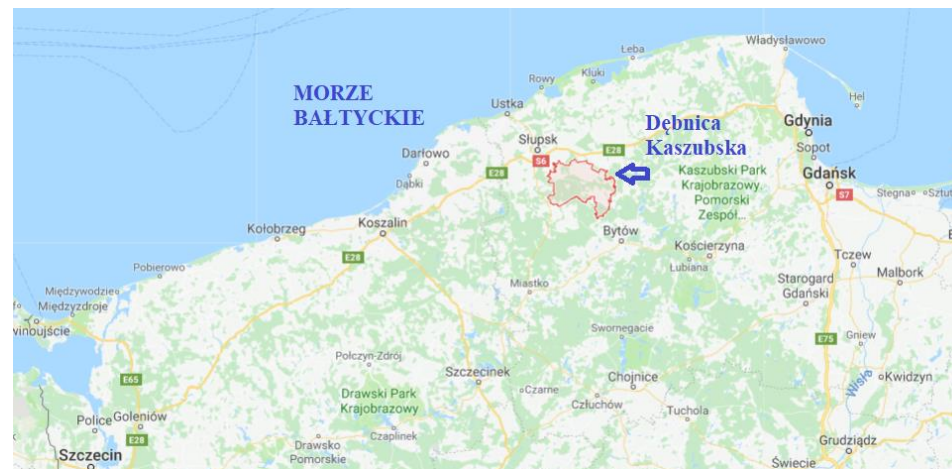 Władysławowo
Łeba
Hel
Rowy
Kluki
MORZE
BAŁTYCKIE
Ustka
Gdynia
Dębnica
Kaszubska
Słupsk
E28
Sopot
Darłowo
S6
Kaszubski Park
Krajobrazowy.
Pomorski
Zespół...
Gdańsk
E28
Dąbki
S7
Stegna
Sztut
Kołobrzeg
Koszalin
Bytów
Kościerzyna
E28
Tczew
Lubiana
Pobierowo
Malbork
Starogard
Gdański
Międzywodzie
Miastko
Międzyzdroje
winoujście
Swornegacie
E75
Gniew
Połczyn-Zdrój
Szczecinek
Chojnice
Wisła
Kwidzyn
E65
Czarne
Drawski Park
Krajobrazowy
Człuchów
Tuchola
Police
Goleniów
Czaplinek
E28
Drawsko
Pomorskie
Grudziądz
Szczecin
Świecie